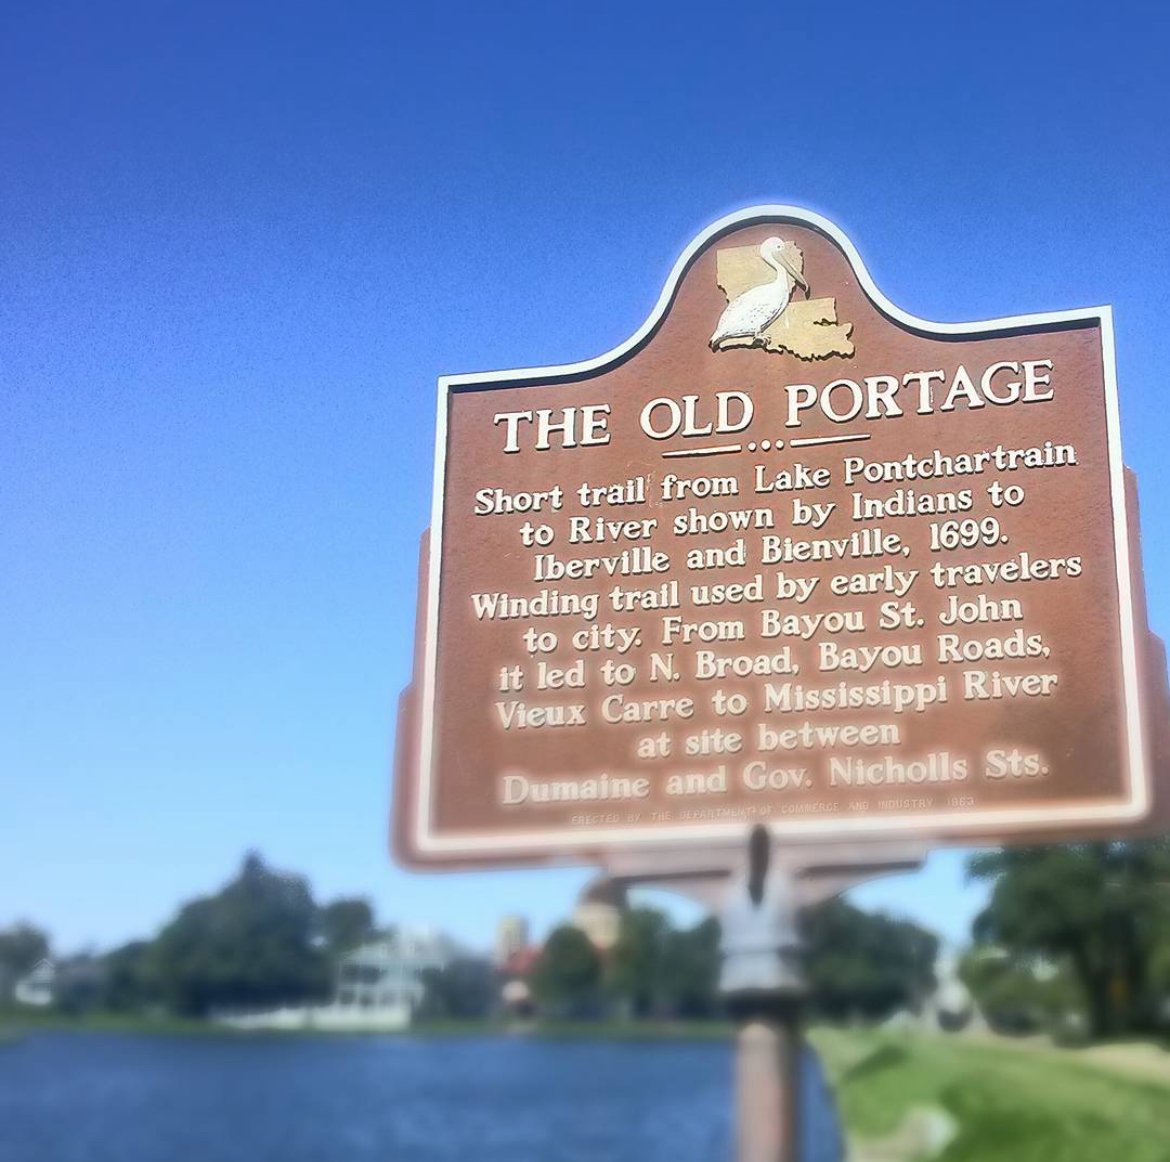 THE OLD PORTAGE
Short trail from Lake Pontchartrain
to River shown by Indians to
Iberville and Bienville, 1699.
Winding trail used by early travelers
to city. From Bayou St. John
it led to N. Broad, Bayou Roads,
Vieux Carre to Mississippi River
at site between
Dumaine and Gov. Nicholls Sts.
ERECTED BY THE DEPARTMENT OF COMMERCE AND INDUSTRY